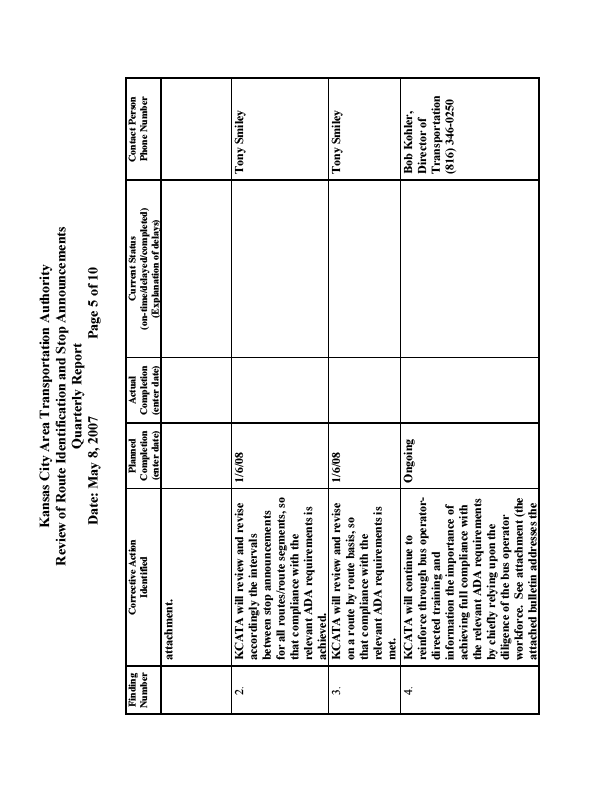 Kansas City Area Transportation Authority
Review of Route Identification and Stop Announcements
Quarterly Report
Date: May 8, 2007 Page 5 of 10
Finding
Number
Corrective Action
Identified
Planned
Completion
(enter date)
Actual
Completion
(enter date)
Current Status
(on-time/delayed/completed)
(Explanation of delays)
Contact Person
Phone Number
attachment.
2.
KCATA will review and revise
accordingly the intervals
between stop announcements
for all routes/route segments, so
that compliance with the
relevant ADA requirements is
achieved.
1/6/08
Tony Smiley
3.
KCATA will review and revise
on a route by route basis, so
that compliance with the
relevant ADA requirements is
met.
1/6/08
Tony Smiley
4.
KCATA will continue to
reinforce through bus operator-
directed training and
information the importance of
achieving full compliance with
the relevant ADA requirements
by chiefly relying upon the
diligence of the bus operator
workforce. See attachment (the
attached bulletin addresses the
Ongoing
Bob Kohler,
Director of
Transportation
(816) 346-0250